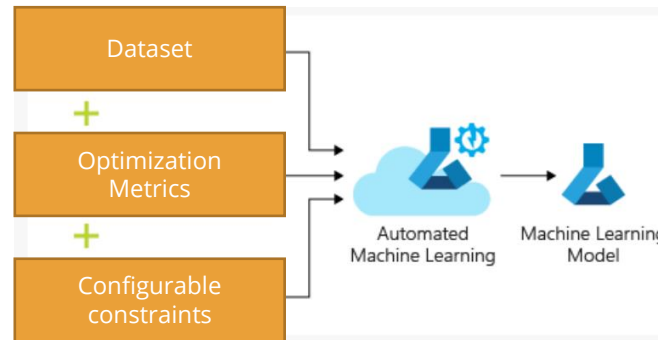 Dataset
+
Optimization
Metrics
+
Configurable
constraints
Automated
Machine Learning
Machine Learning
Model